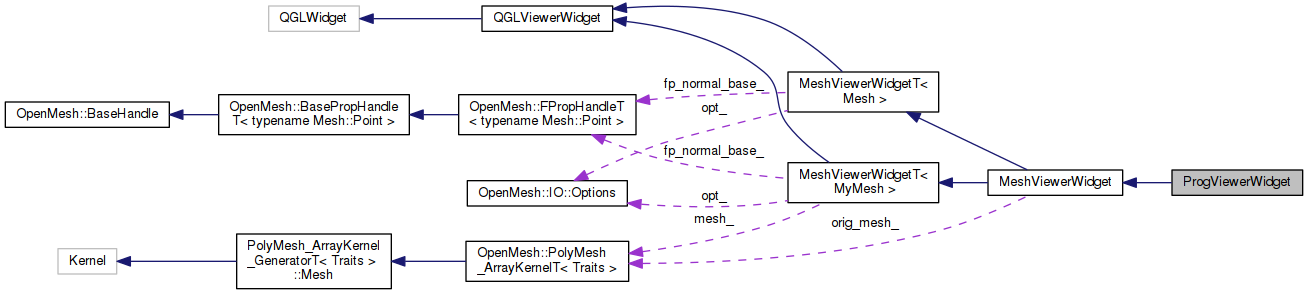 QGLWidget
QGLViewerWidget
OpenMesh::BaseHandle
OpenMesh::BasePropHandle
T< typename Mesh::Point >
OpenMesh::FPropHandleT
< typename Mesh::Point >
fp_normal_base_
opt_
MeshViewerWidgetT<
Mesh >
fp_normal_base_
OpenMesh::IO::Options
opt_
MeshViewerWidgetT<
MyMesh >
MeshViewerWidget
ProgViewerWidget
mesh_
orig_mesh_
Kernel
PolyMesh_ArrayKernel
_GeneratorT< Traits >
::Mesh
OpenMesh::PolyMesh
_ArrayKernelT< Traits >